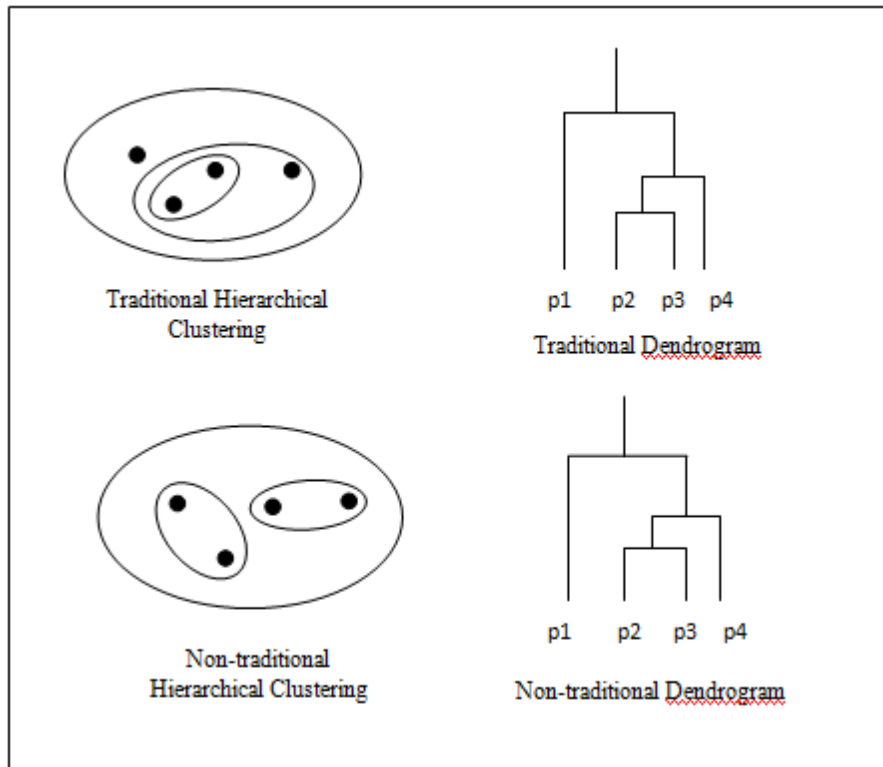 Traditional Hierarchical
Clustering
p1 p2 p3 p4
Traditional Dendrogram
Non-traditional
Hierarchical Clustering
p1 p2 p3 p4
Non-traditional Dendrogram